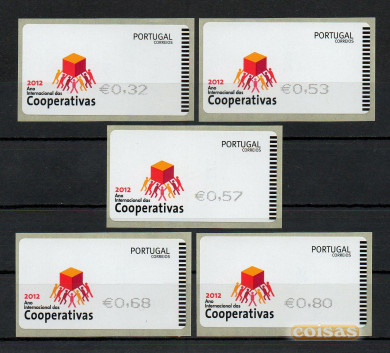 PORTUGAL
CORREIOS
2012
Ano
Internacional das
Cooperativas
€0,32
PORTUGAL
CORREIOS
2012
Ano
Internacional das
Cooperativas
€0,53
PORTUGAL
CORREIOS
2012
Ano
Internacional das
Cooperativas
€0,57
PORTUGAL
CORREIOS
2012
Ano
Internacional das
Cooperativas
€0,68
PORTUGAL
CORREIOS
2012
Ano
Internacional das
Cooperativas
€0,80
coisas